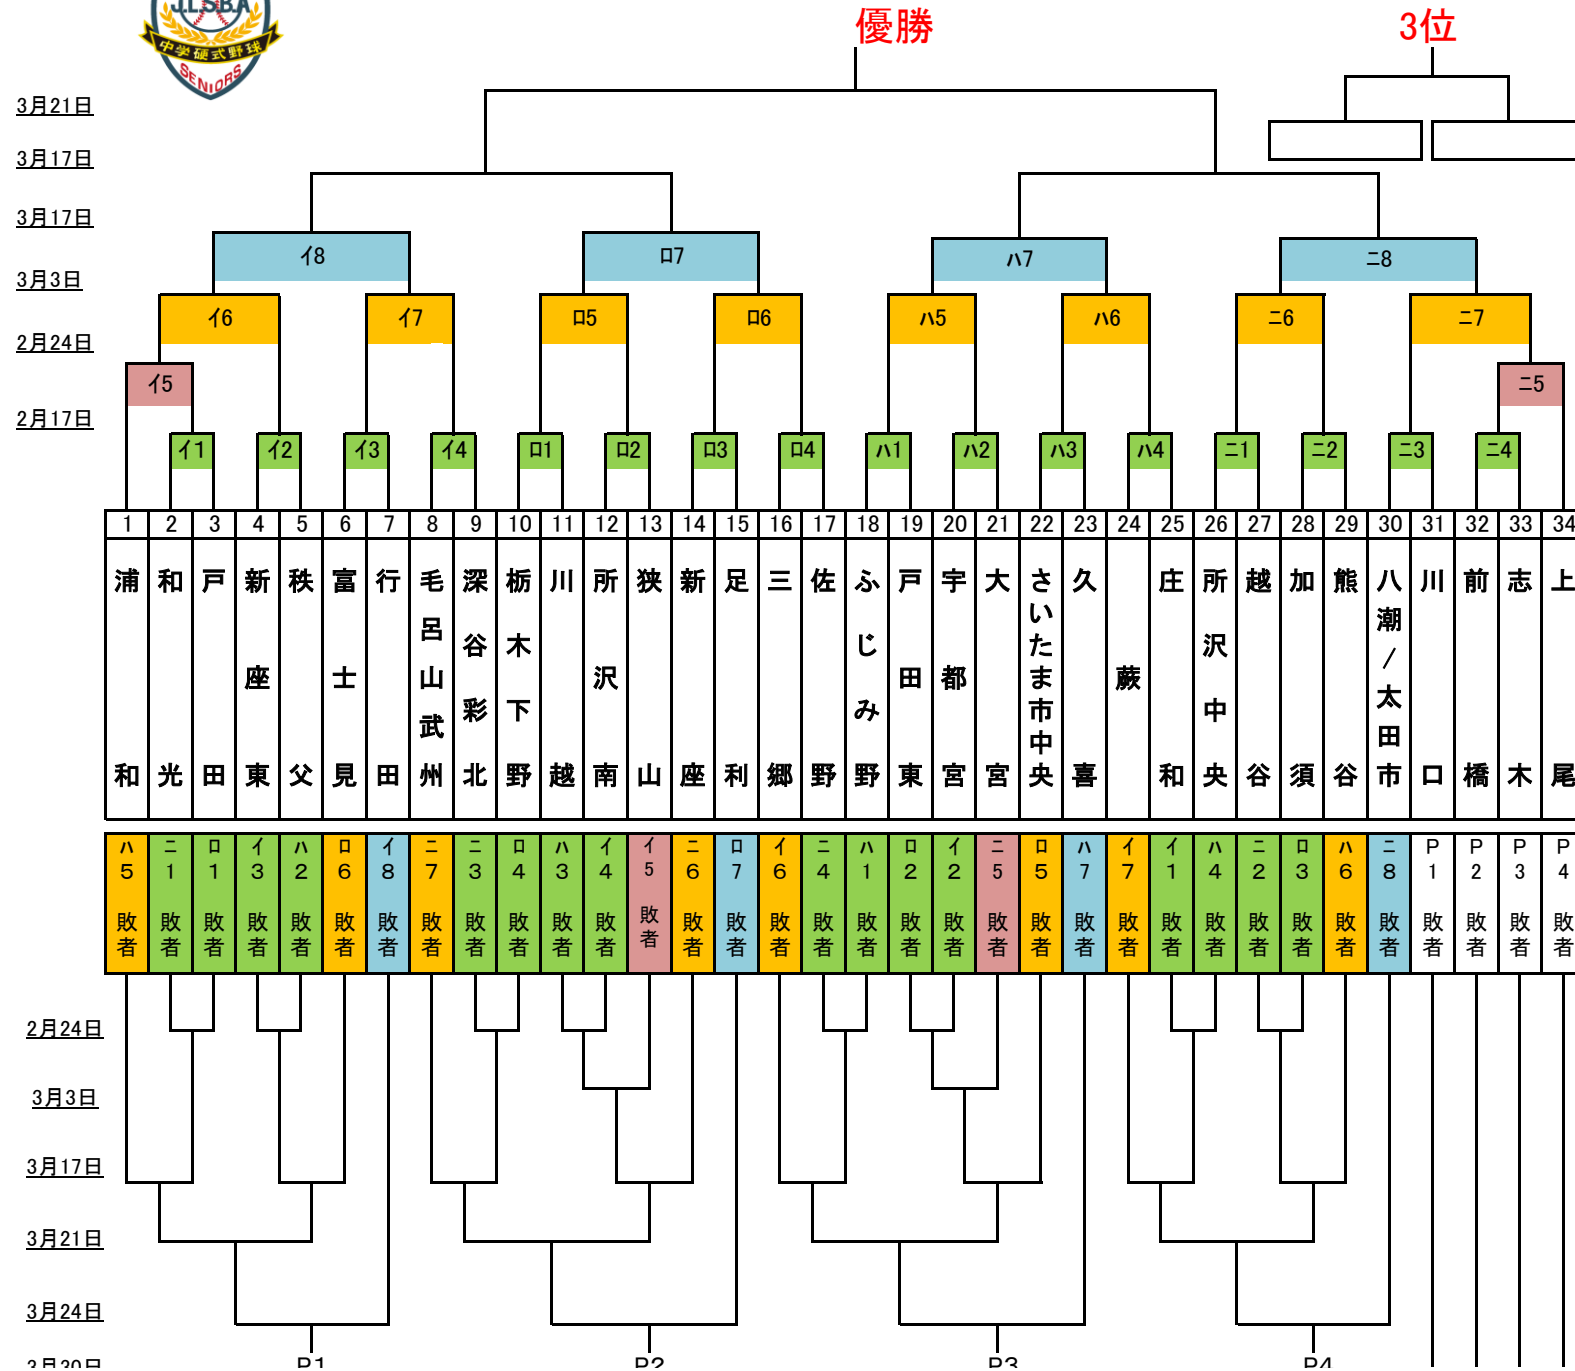 J.L.S.B.A
中学硬式野球
SENIORS
優勝
3位
3月21日
3月17日
3月17日
イ8 ロ7 ハ7 ニ8
3月3日
イ6 イ7 ロ5 ロ6 ハ5 ハ6 ニ6 ニ7
2月24日
イ5 ニ5
2月17日
イ1 イ2 イ3 イ4 ロ1 ロ2 ロ3 ロ4 ハ1 ハ2 ハ3 ハ4 ニ1 ニ2 ニ3 ニ4
1 2 3 4 5 6 7 8 9 10 11 12 13 14 15 16 17 18 19 20 21 22 23 24 25 26 27 28 29 30 31 32 33 34
浦和
和光
戸田
新座東
秩父
富士見
行田
毛呂山武州
深谷彩北
栃木下野
川越
所沢南
狭山
新座
足利
三郷
佐野
ふじみ野
戸田東
宇都宮
大宮
さいたま市中央
久喜
蕨
庄和
所沢中央
越谷
加須
熊谷
八潮/太田市
川口
前橋
志木
上尾
ハ5敗者
ニ1敗者
ロ1敗者
イ3敗者
ハ2敗者
ロ6敗者
イ8敗者
ニ7敗者
ニ3敗者
ロ4敗者
ハ3敗者
イ4敗者
イ5敗者
ニ6敗者
ロ7敗者
イ6敗者
ニ4敗者
ハ1敗者
ロ2敗者
イ2敗者
ニ5敗者
ロ5敗者
ハ7敗者
イ7敗者
イ1敗者
ハ4敗者
ニ2敗者
ロ3敗者
ハ6敗者
ニ8敗者
P1敗者
P2敗者
P3敗者
P4敗者
2月24日
3月3日
3月17日
3月21日
3月24日
3月30日
P1 P2 P3 P4